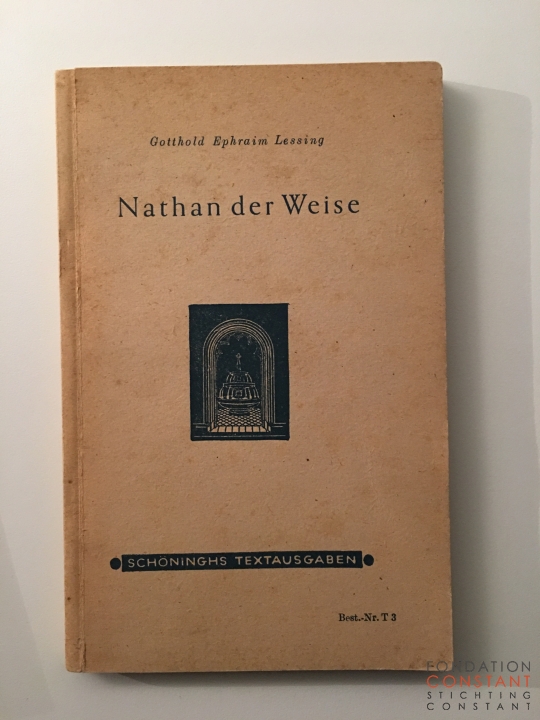 Gotthold Ephraim Lessing
Nathan der Weise
SCHÖNINGHS TEXTAUSGABEN
Best.-Nr. T 3
FONDATION
CONSTANT
STICHTING
CONSTANT